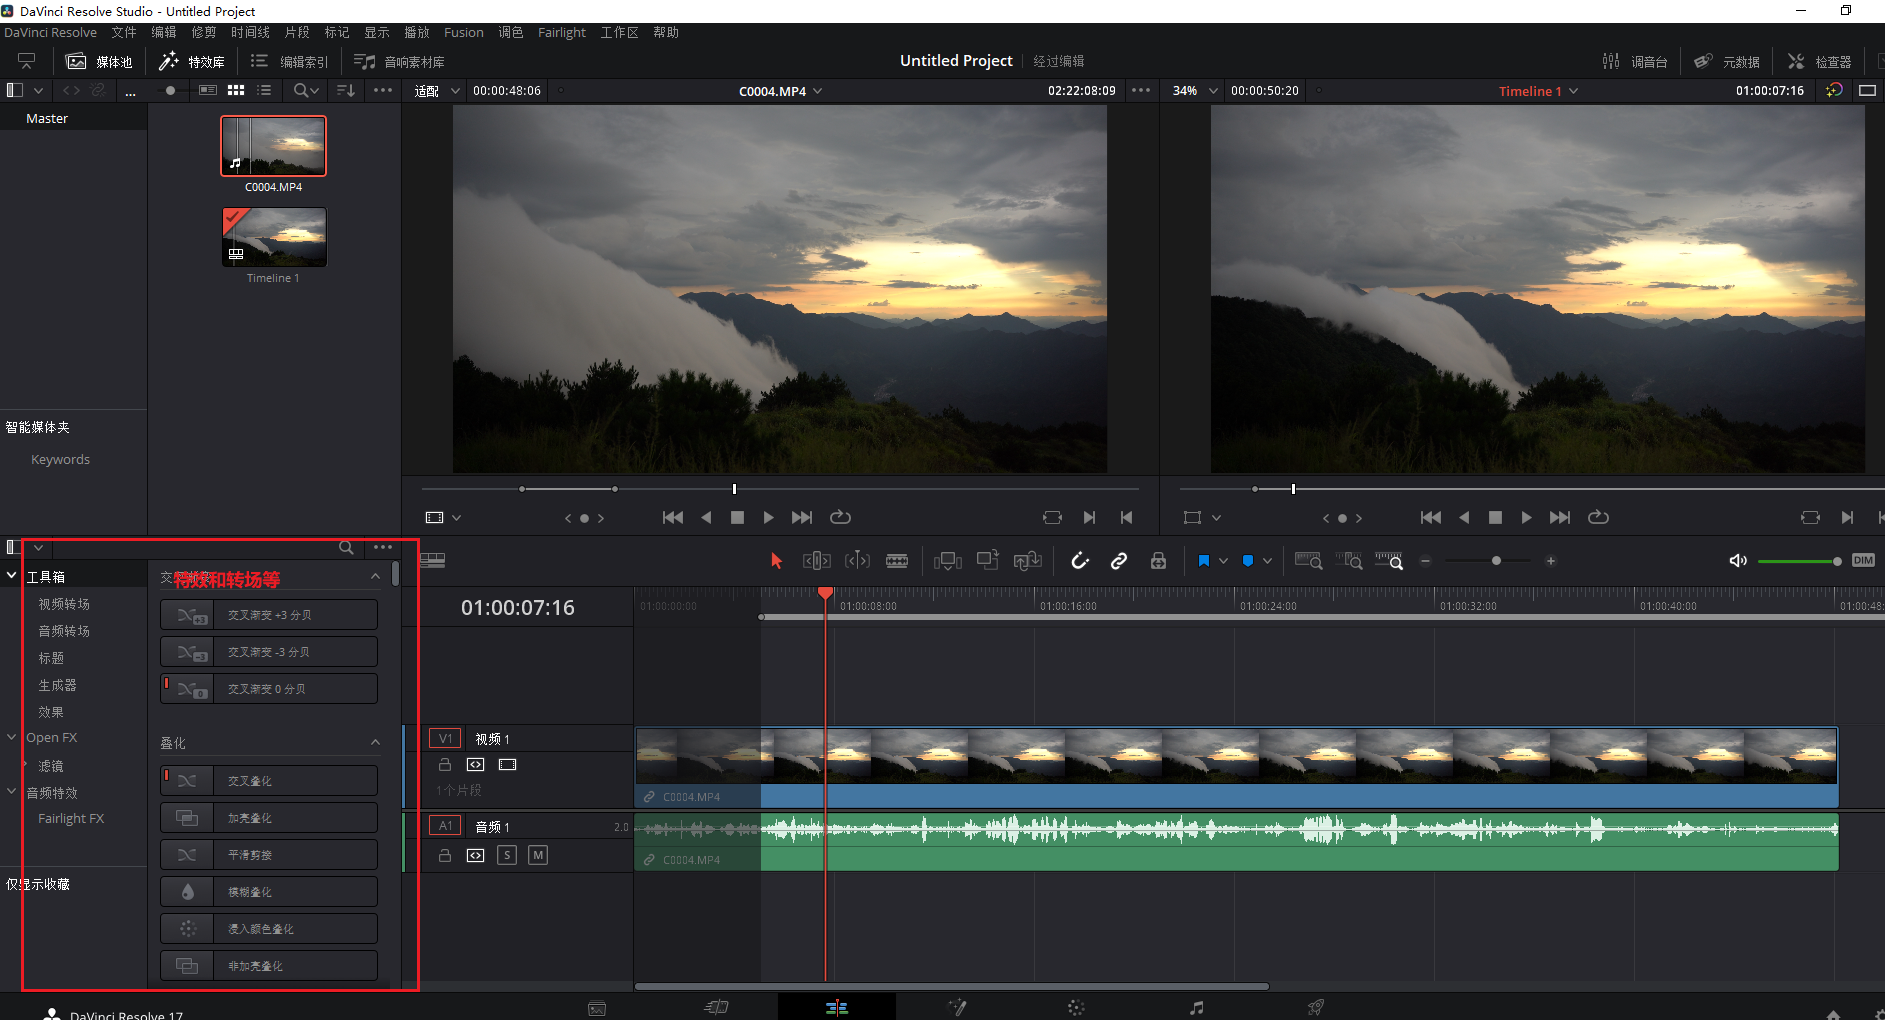 DaVinci Resolve Studio - Untitled Project
DaVinci Resolve 文件 编辑 修剪 时间线 片段 标记 显示 播放 Fusion 调色 Fairlight 工作区 帮助
媒体池 特效库 编辑索引 音响素材库 Untitled Project 经过编辑 调音台 元数据 检查器
... 适配 00:00:48:06 C0004.MP4 02:22:08:09 34% 00:00:50:20 Timeline 1 01:00:07:16
Master
C0004.MP4
Timeline 1
智能媒体夹
Keywords
DIM
工具箱
特效和转场等
视频转场
音频转场
标题
生成器
效果
Open FX
滤镜
音频特效
Fairlight FX
仅显示收藏
+3 交叉渐变 +3 分贝
-3 交叉渐变 -3 分贝
0 交叉渐变 0 分贝
叠化
交叉叠化
加亮叠化
平滑剪接
模糊叠化
浸入颜色叠化
非加亮叠化
01:00:07:16
01:00:00:00 01:00:08:00 01:00:16:00 01:00:24:00 01:00:32:00 01:00:40:00 01:00:48:
V1 视频 1
1个片段
C0004.MP4
A1 音频 1 2.0
S M
C0004.MP4
DaVinci Resolve 17